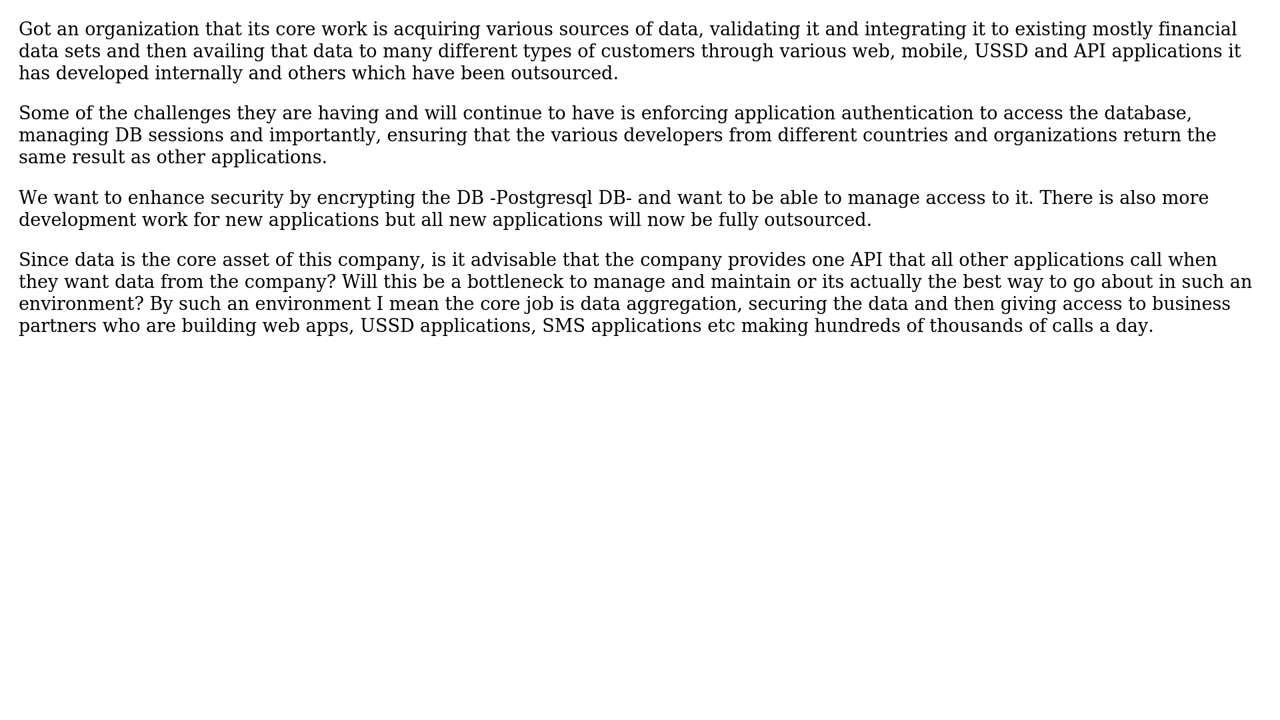 Got an organization that its core work is acquiring various sources of data, validating it and integrating it to existing mostly financial
data sets and then availing that data to many different types of customers through various web, mobile, USSD and API applications it
has developed internally and others which have been outsourced.
Some of the challenges they are having and will continue to have is enforcing application authentication to access the database,
managing DB sessions and importantly, ensuring that the various developers from different countries and organizations return the
same result as other applications.
We want to enhance security by encrypting the DB -Postgresql DB- and want to be able to manage access to it. There is also more
development work for new applications but all new applications will now be fully outsourced.
Since data is the core asset of this company, is it advisable that the company provides one API that all other applications call when
they want data from the company? Will this be a bottleneck to manage and maintain or its actually the best way to go about in such an
environment? By such an environment I mean the core job is data aggregation, securing the data and then giving access to business
partners who are building web apps, USSD applications, SMS applications etc making hundreds of thousands of calls a day.